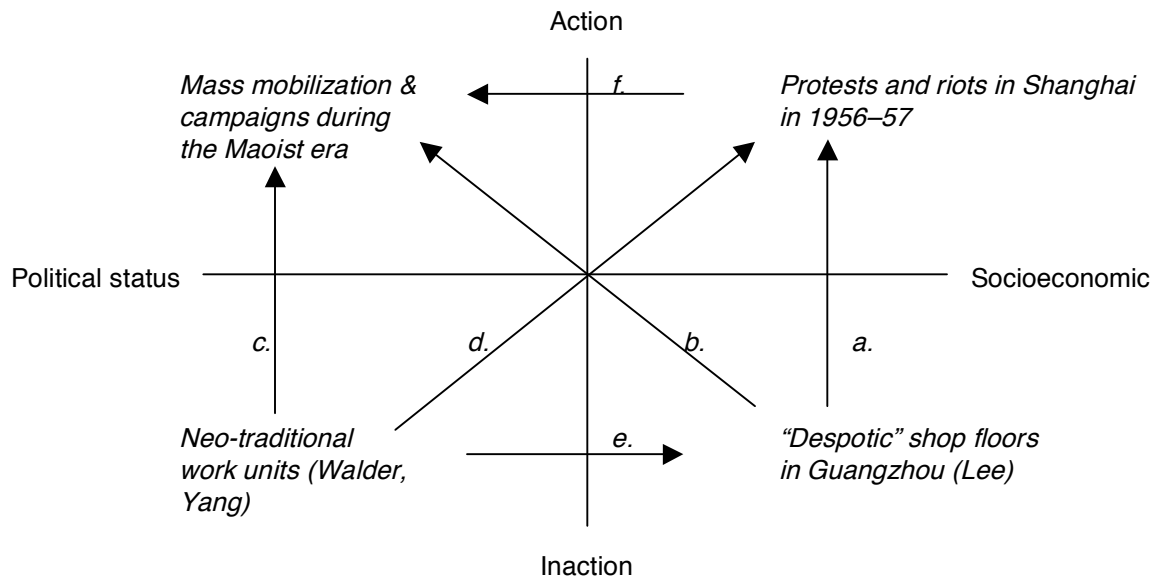 Action
Mass mobilization &
campaigns during
the Maoist era
f.
Protests and riots in Shanghai
in 1956–57
Political status
Socioeconomic
c.
d.
b.
a.
Neo-traditional
work units (Walder,
Yang)
e.
“Despotic” shop floors
in Guangzhou (Lee)
Inaction